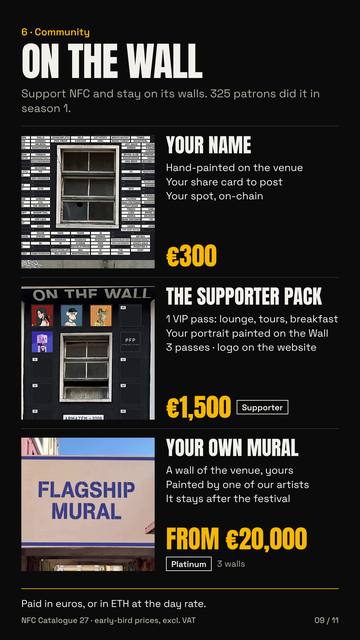 6 · Community
ON THE WALL
Support NFC and stay on its walls. 325 patrons did it in
season 1.
YOUR NAME
Hand-painted on the venue
Your share card to post
Your spot, on-chain
€300
ON THE WALL
PFP
THE SUPPORTER PACK
1 VIP pass: lounge, tours, breakfast
Your portrait painted on the Wall
3 passes · logo on the website
€1,500 Supporter
FLAGSHIP
MURAL
YOUR OWN MURAL
A wall of the venue, yours
Painted by one of our artists
It stays after the festival
FROM €20,000
Platinum 3 walls
Paid in euros, or in ETH at the day rate.
NFC Catalogue 27 · early-bird prices, excl. VAT 09 / 11